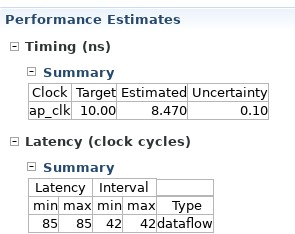 Performance Estimates
Timing (ns)
Summary
Clock Target Estimated Uncertainty
ap_clk 10.00 8.470 0.10
Latency (clock cycles)
Summary
Latency Interval
min max min max Type
85 85 42 42 dataflow